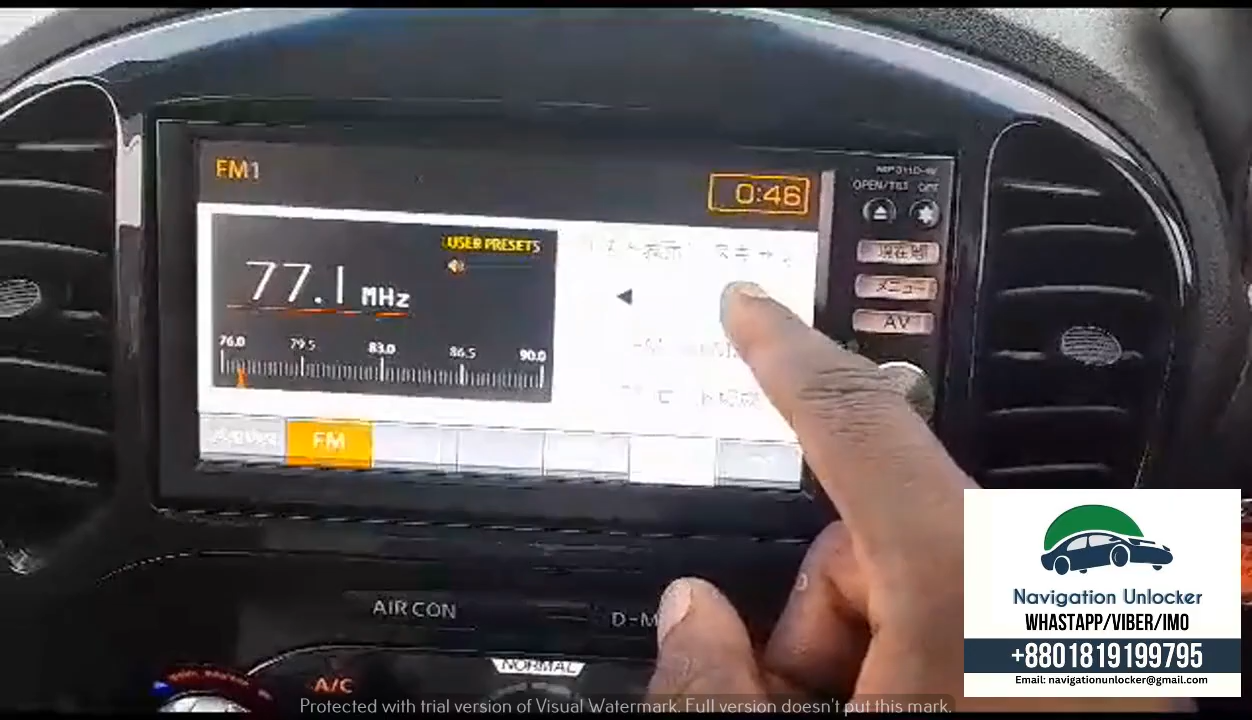 FM1
0:46
USER PRESETS
77.1 MHz
76.0 79.5 83.0 86.5 90.0
FM
OPEN/TILT OFF
現在地
メニュー
AV
AIR CON
D-M
A/C
NORMAL
Navigation Unlocker
WHASTAPP/VIBER/IMO
+8801819199795
Email: navigationunlocker@gmail.com
Protected with trial version of Visual Watermark. Full version doesn't put this mark.